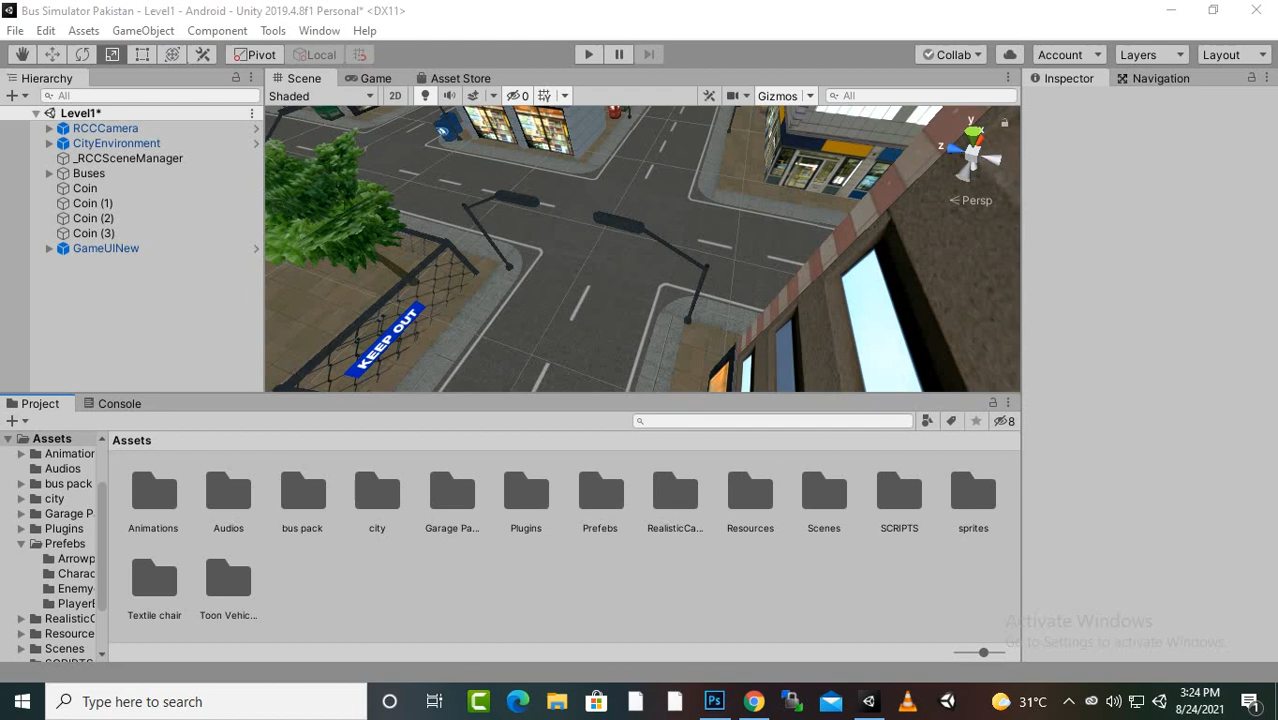 Bus Simulator Pakistan - Level1 - Android - Unity 2019.4.8f1 Personal* <DX11>
File Edit Assets GameObject Component Tools Window Help
Pivot Local Collab Account Layers Layout
Hierarchy Scene Game Asset Store Inspector Navigation
All Shaded 2D 0 Gizmos All
Level1*
RCCCamera
CityEnvironment
_RCCSceneManager
Buses
Coin
Coin (1)
Coin (2)
Coin (3)
GameUINew
y
x
z
Persp
KEEP OUT
Project Console
8
Assets Assets
Animation
Audios
bus pack
city
Garage P
Plugins
Prefebs
Arrowp
Charac
Enemy
PlayerE
RealisticC
Resource
Scenes
Animations Audios bus pack city Garage Pa... Plugins Prefebs RealisticCa... Resources Scenes SCRIPTS sprites
Textile chair Toon Vehic...
Activate Windows
Go to Settings to activate Windows.
Type here to search
Ps
31°C
3:24 PM
8/24/2021
1